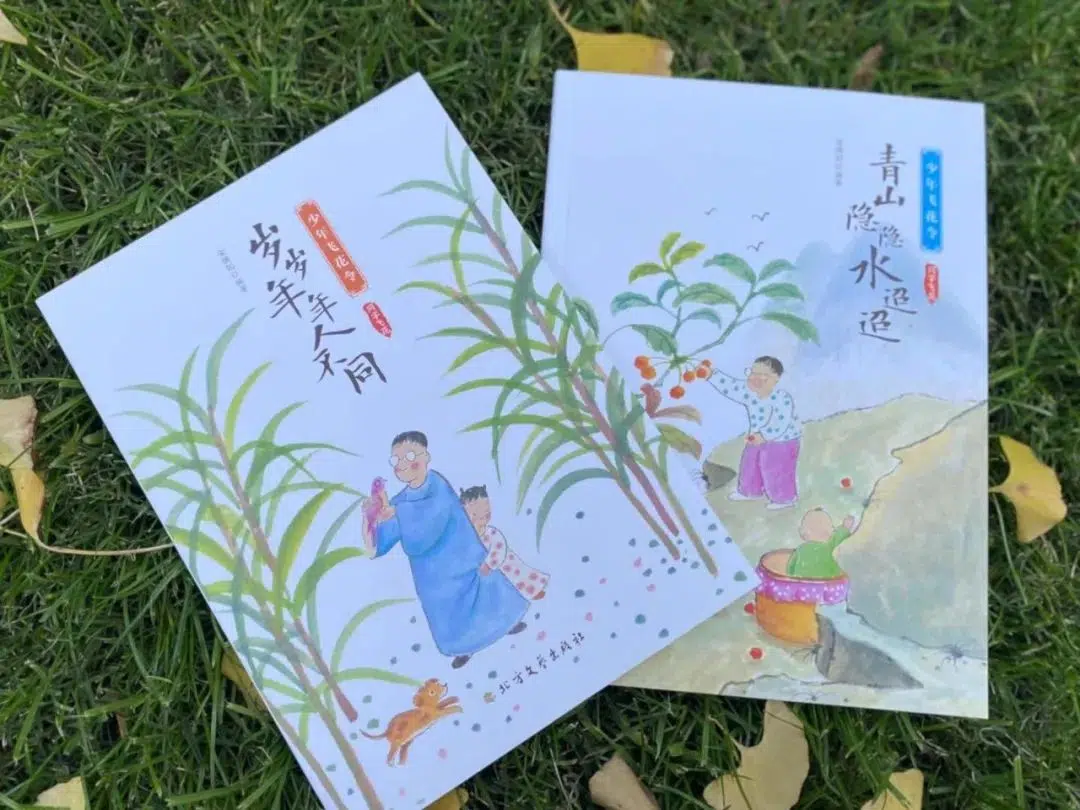 少年飞花令
岁岁年年人不同
北方文艺出版社
少年飞花令
青山隐隐水迢迢